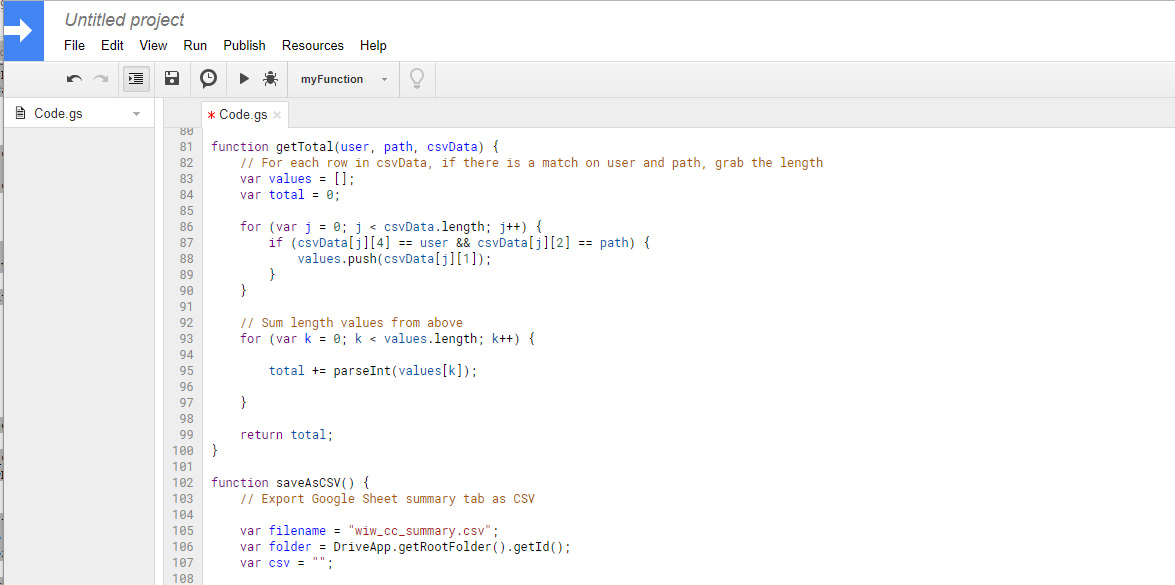 Untitled project
File Edit View Run Publish Resources Help
myFunction
Code.gs
* Code.gs ×
80
81 function getTotal(user, path, csvData) {
82     // For each row in csvData, if there is a match on user and path, grab the length
83     var values = [];
84     var total = 0;
85
86     for (var j = 0; j < csvData.length; j++) {
87         if (csvData[j][4] == user && csvData[j][2] == path) {
88             values.push(csvData[j][1]);
89         }
90     }
91
92     // Sum length values from above
93     for (var k = 0; k < values.length; k++) {
94
95         total += parseInt(values[k]);
96
97     }
98
99     return total;
100 }
101
102 function saveAsCSV() {
103     // Export Google Sheet summary tab as CSV
104
105     var filename = "wiw_cc_summary.csv";
106     var folder = DriveApp.getRootFolder().getId();
107     var csv = "";
108